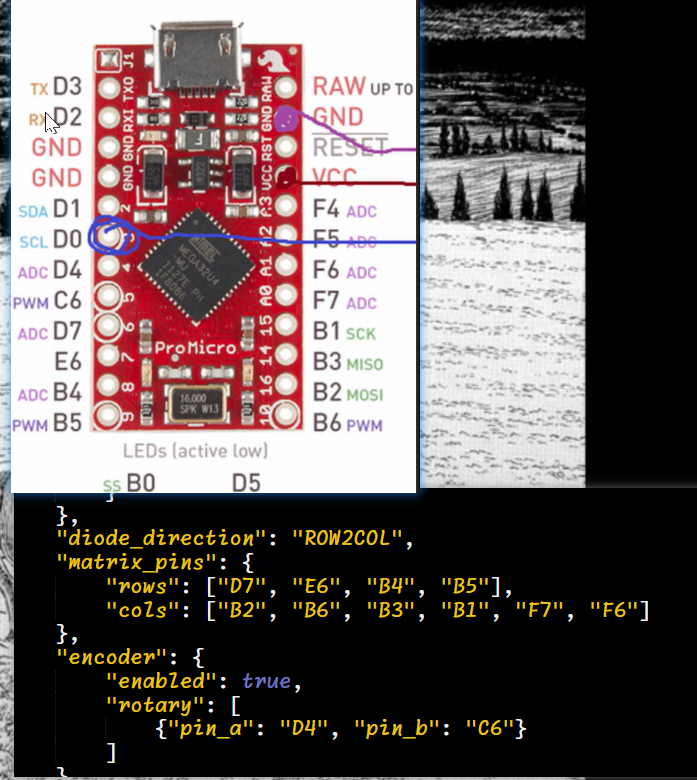 J1
TX D3 TXO RAW RAW UP TO
RX D2 RX1 GND GND
GND GND RST RESET
GND GND VCC VCC
SDA D1 2 A3 F4 ADC
SCL D0 2 F5 ADC
ADC D4 4 A1 F6 ADC
PWM C6 5 A0 F7 ADC
ADC D7 6 15 B1 SCK
E6 7 14 B3 MISO
ADC B4 8 16 B2 MOSI
PWM B5 9 10 B6 PWM
MEGA32U4
-MU
ProMicro
16.000
SPK W13
LEDs (active low)
SS B0 D5
}
},
"diode_direction": "ROW2COL",
"matrix_pins": {
"rows": ["D7", "E6", "B4", "B5"],
"cols": ["B2", "B6", "B3", "B1", "F7", "F6"]
},
"encoder": {
"enabled": true,
"rotary": [
{"pin_a": "D4", "pin_b": "C6"}
]
}